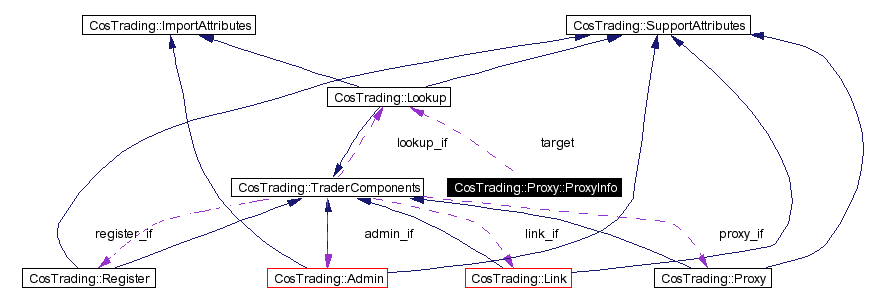 CosTrading::ImportAttributes
CosTrading::SupportAttributes
CosTrading::Lookup
lookup_if
target
CosTrading::TraderComponents
CosTrading::Proxy::ProxyInfo
register_if
admin_if
link_if
proxy_if
CosTrading::Register
CosTrading::Admin
CosTrading::Link
CosTrading::Proxy